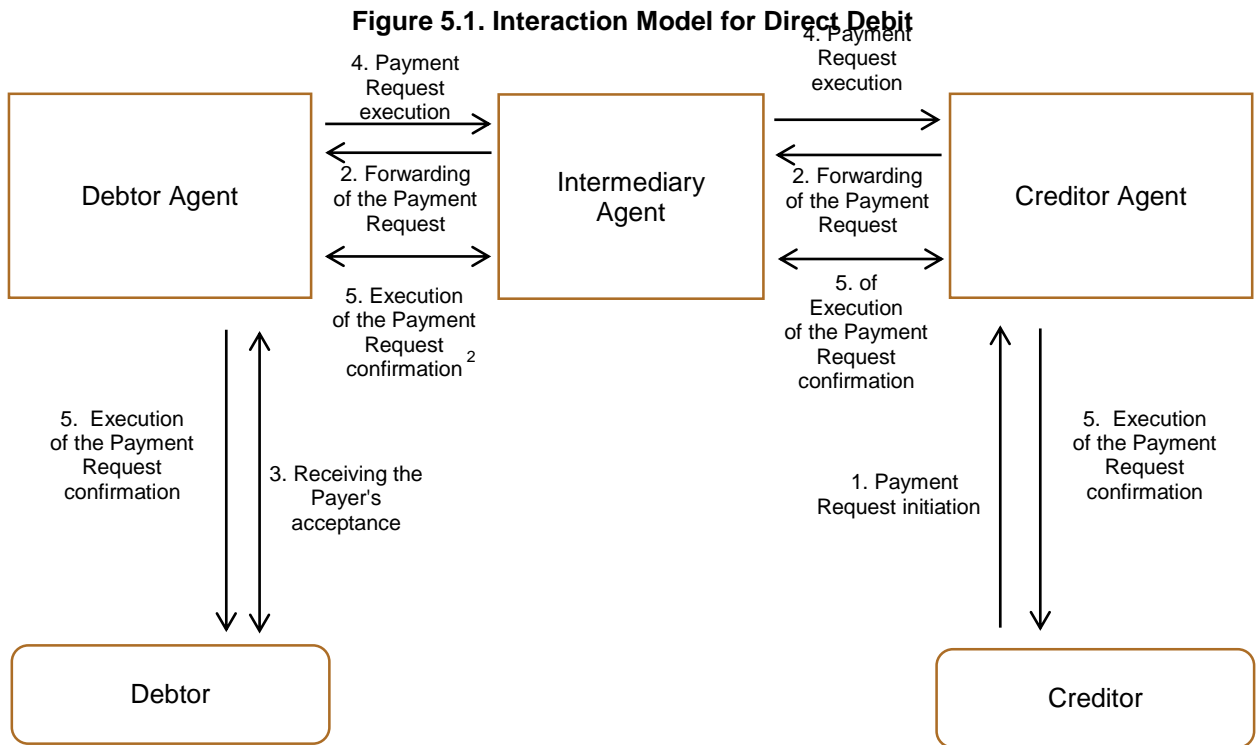 Figure 5.1. Interaction Model for Direct Debit
4. Payment
Request
execution
4. Payment
Request
execution
Debtor Agent
Intermediary
Agent
Creditor Agent
2. Forwarding
of the Payment
Request
2. Forwarding
of the Payment
Request
5. Execution
of the Payment
Request
confirmation 2
5. of
Execution
of the Payment
Request
confirmation
5. Execution
of the Payment
Request
confirmation
3. Receiving the
Payer's
acceptance
1. Payment
Request initiation
5. Execution
of the Payment
Request
confirmation
Debtor
Creditor